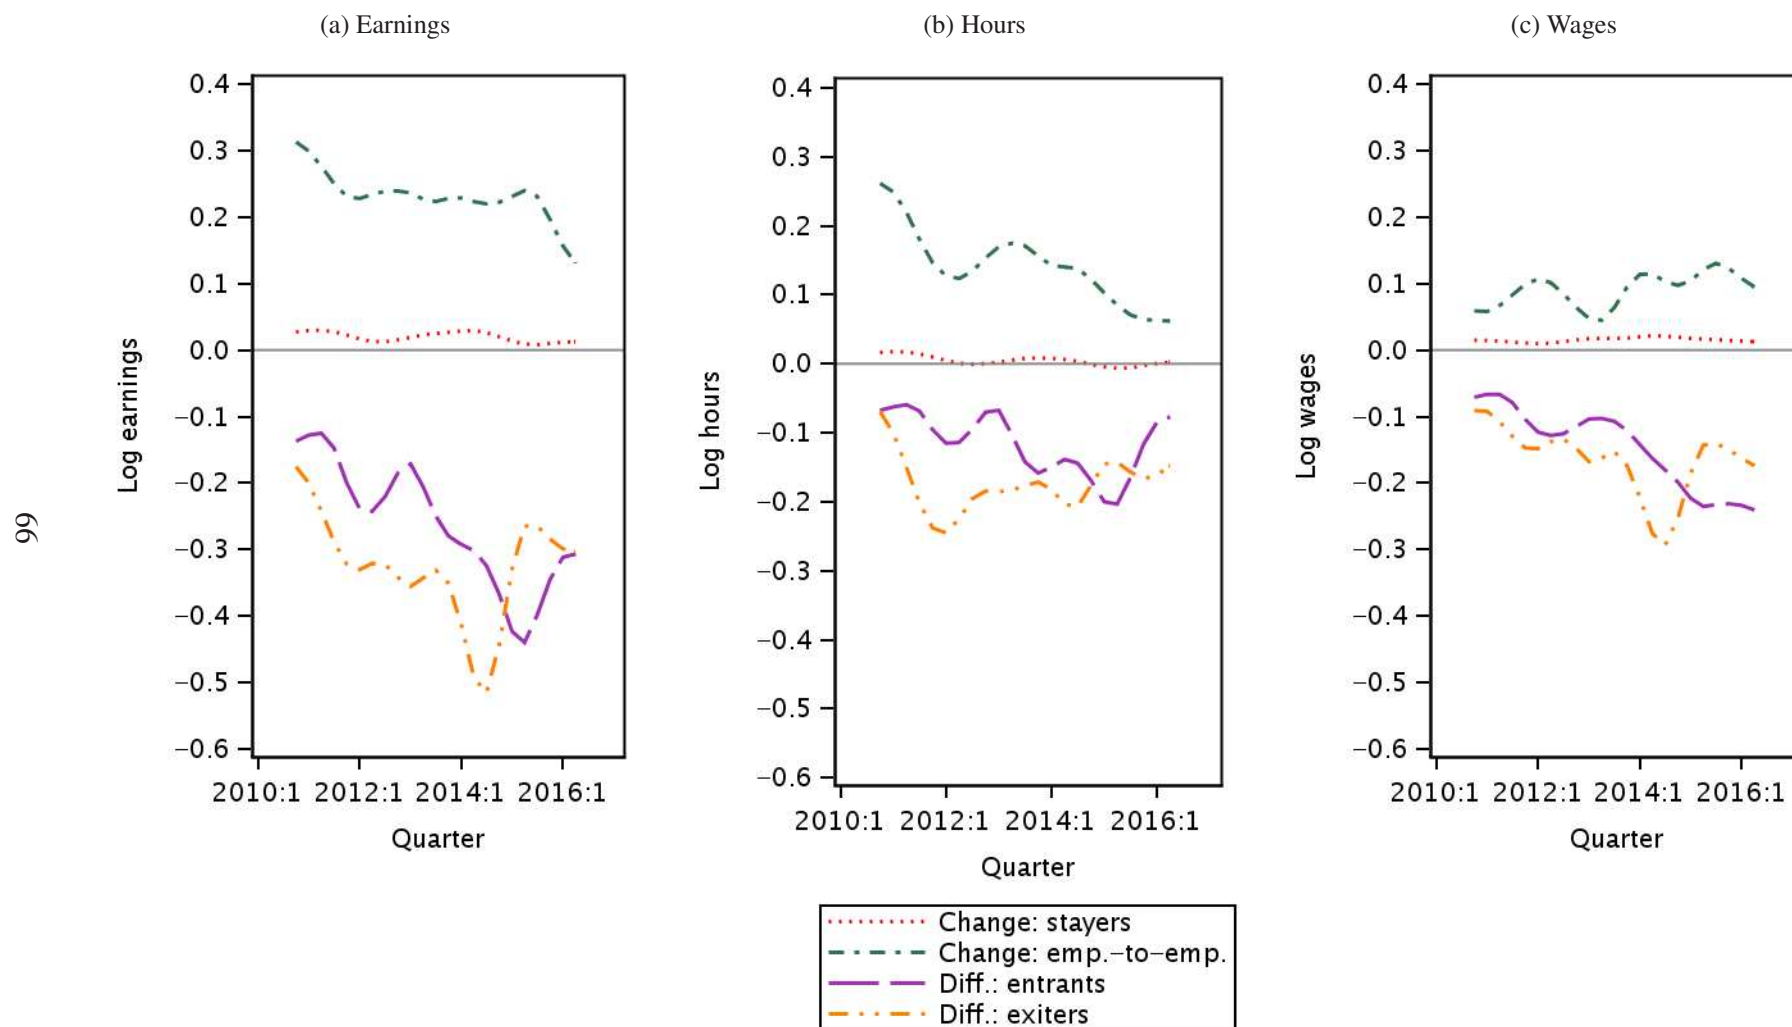 (a) Earnings
(b) Hours
(c) Wages
0.4
0.3
0.2
0.1
0.0
−0.1
−0.2
−0.3
−0.4
−0.5
−0.6
Log earnings
2010:1 2012:1 2014:1 2016:1
Quarter
0.4
0.3
0.2
0.1
0.0
−0.1
−0.2
−0.3
−0.4
−0.5
−0.6
Log hours
2010:1 2012:1 2014:1 2016:1
Quarter
0.4
0.3
0.2
0.1
0.0
−0.1
−0.2
−0.3
−0.4
−0.5
−0.6
Log wages
2010:1 2012:1 2014:1 2016:1
Quarter
Change: stayers
Change: emp.−to−emp.
Diff.: entrants
Diff.: exiters
99